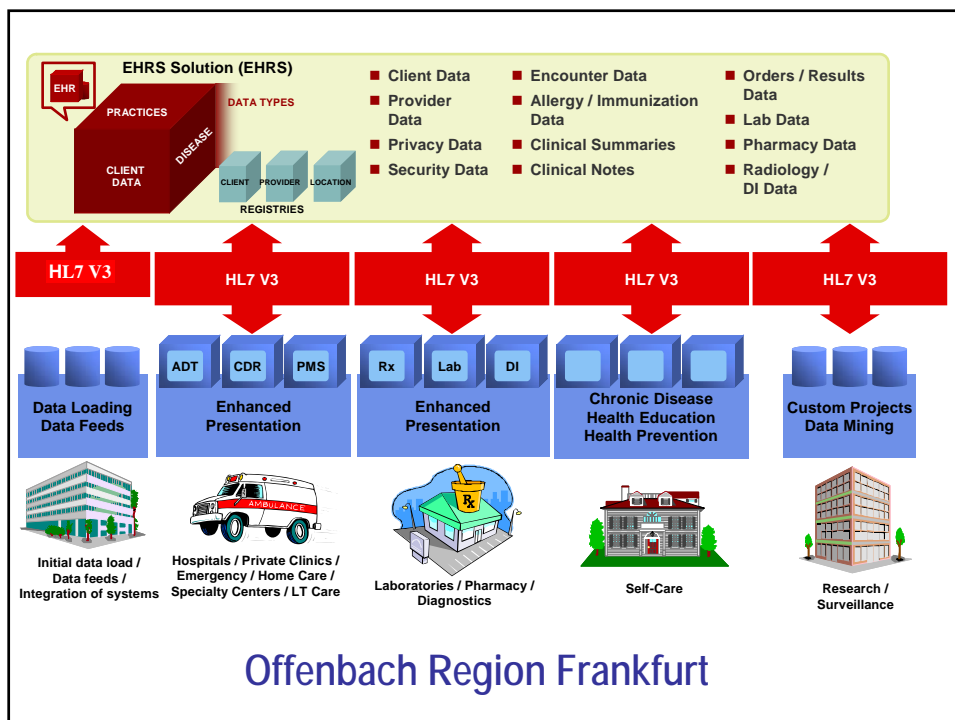 EHRS Solution (EHRS)
EHR
PRACTICES
DISEASE
CLIENT
DATA
DATA TYPES
CLIENT
PROVIDER
LOCATION
REGISTRIES
Client Data
Provider
Data
Privacy Data
Security Data
Encounter Data
Allergy / Immunization
Data
Clinical Summaries
Clinical Notes
Orders / Results
Data
Lab Data
Pharmacy Data
Radiology /
DI Data
HL7 V3
HL7 V3
HL7 V3
HL7 V3
HL7 V3
Data Loading
Data Feeds
ADT
CDR
PMS
Enhanced
Presentation
Rx
Lab
DI
Enhanced
Presentation
Chronic Disease
Health Education
Health Prevention
Custom Projects
Data Mining
AMBULANCE
Rx
Initial data load /
Data feeds /
Integration of systems
Hospitals / Private Clinics /
Emergency / Home Care /
Specialty Centers / LT Care
Laboratories / Pharmacy /
Diagnostics
Self-Care
Research /
Surveillance
Offenbach Region Frankfurt